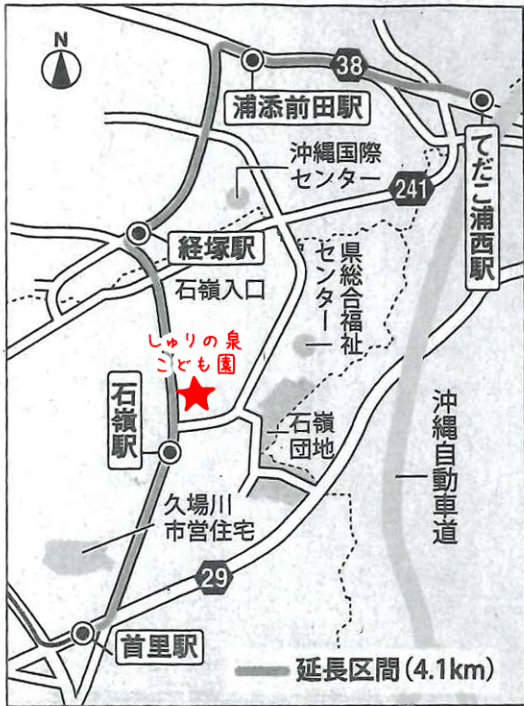 N
38
浦添前田駅
てだこ浦西駅
沖縄国際
センター
241
経塚駅
石嶺入口
県総合福祉
センター
しゅりの泉
こども園
石嶺駅
石嶺
団地
沖縄自動車道
久場川
市営住宅
29
首里駅
延長区間(4.1km)